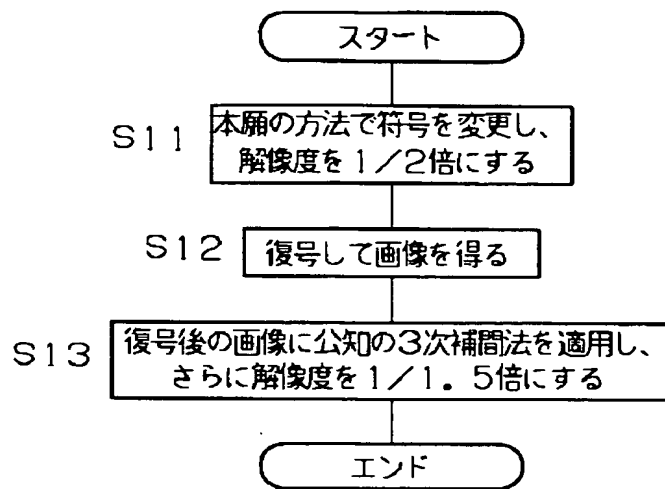 スタート
S11
本願の方法で符号を変更し、
解像度を1/2倍にする
S12
復号して画像を得る
S13
復号後の画像に公知の3次補間法を適用し、
さらに解像度を1/1.5倍にする
エンド